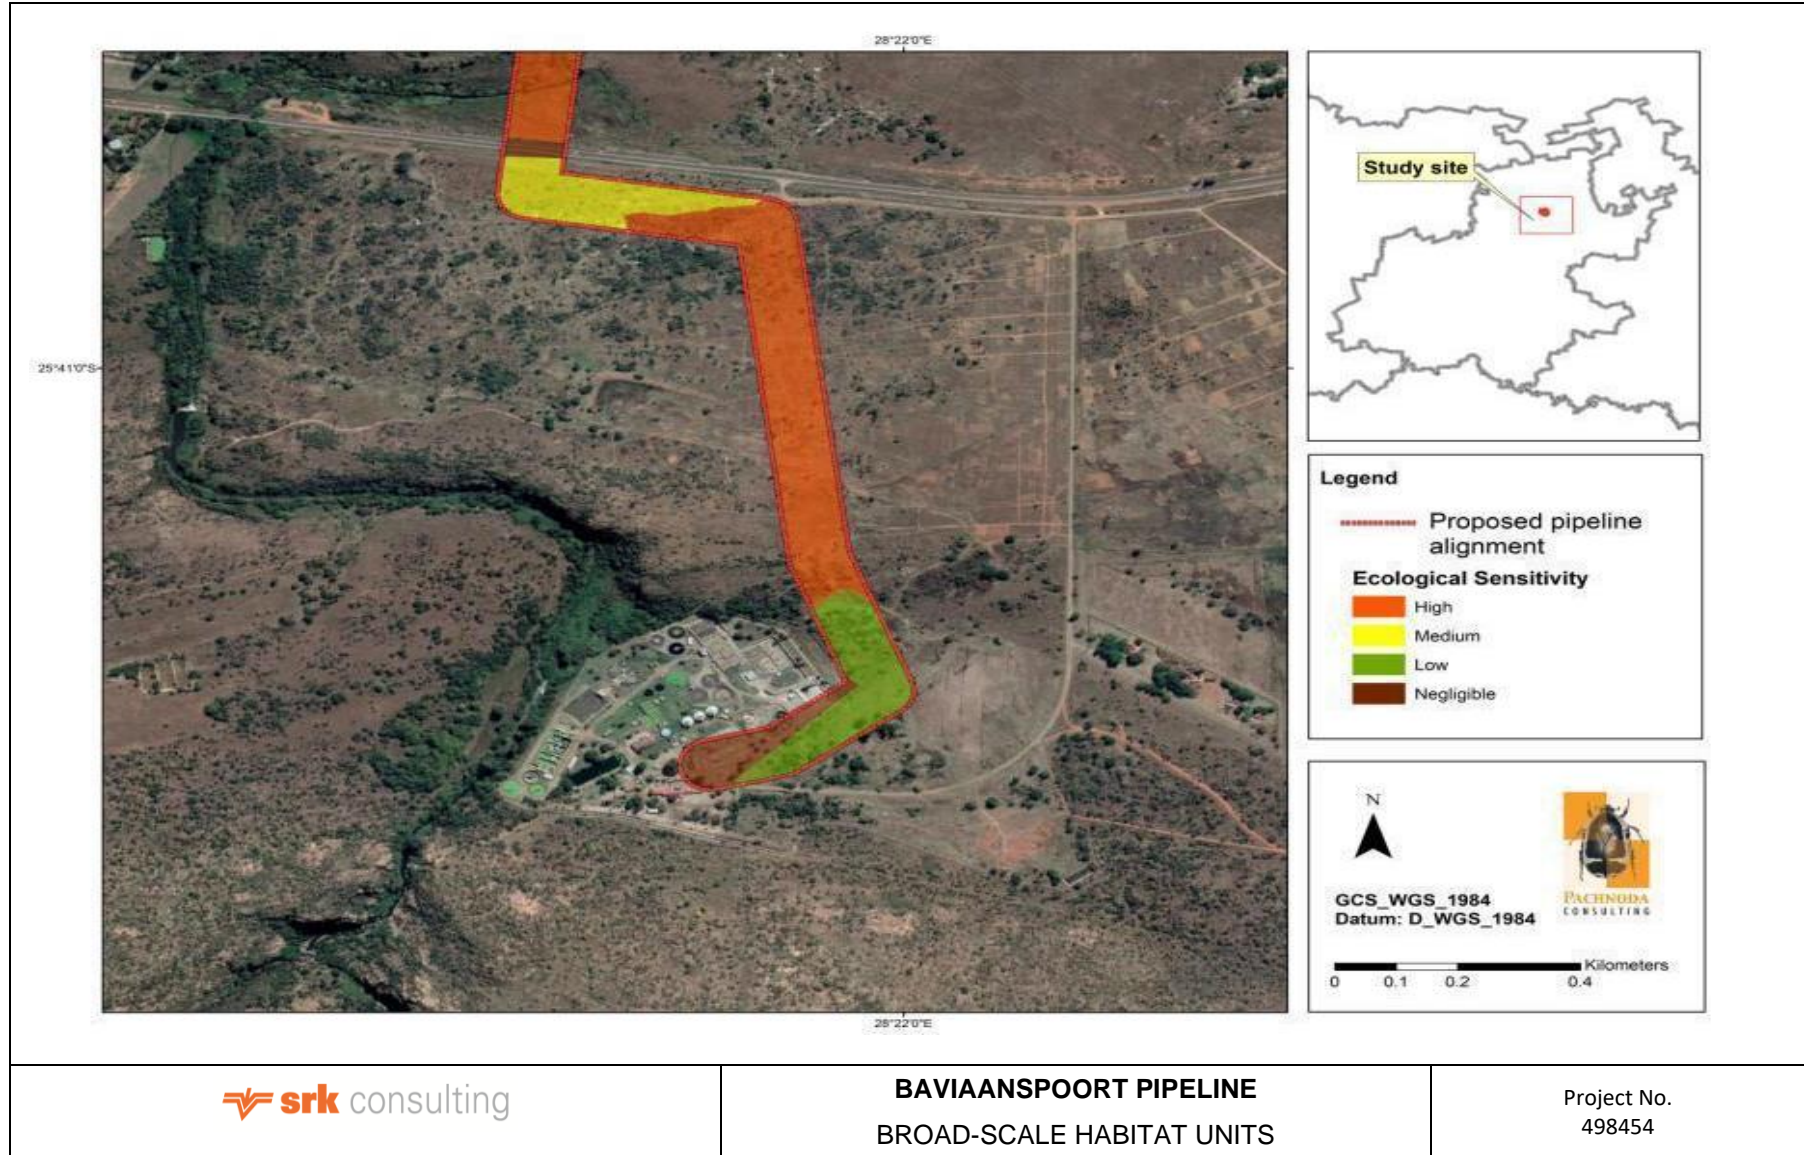 28°22'0"E
25°41'0"S
Study site
Legend
Proposed pipeline
alignment
Ecological Sensitivity
High
Medium
Low
Negligible
N
GCS_WGS_1984
Datum: D_WGS_1984
PACHNODA
CONSULTING
Kilometers
0 0.1 0.2 0.4
28°22'0"E
srk consulting
BAVIAANSPOORT PIPELINE
BROAD-SCALE HABITAT UNITS
Project No.
498454